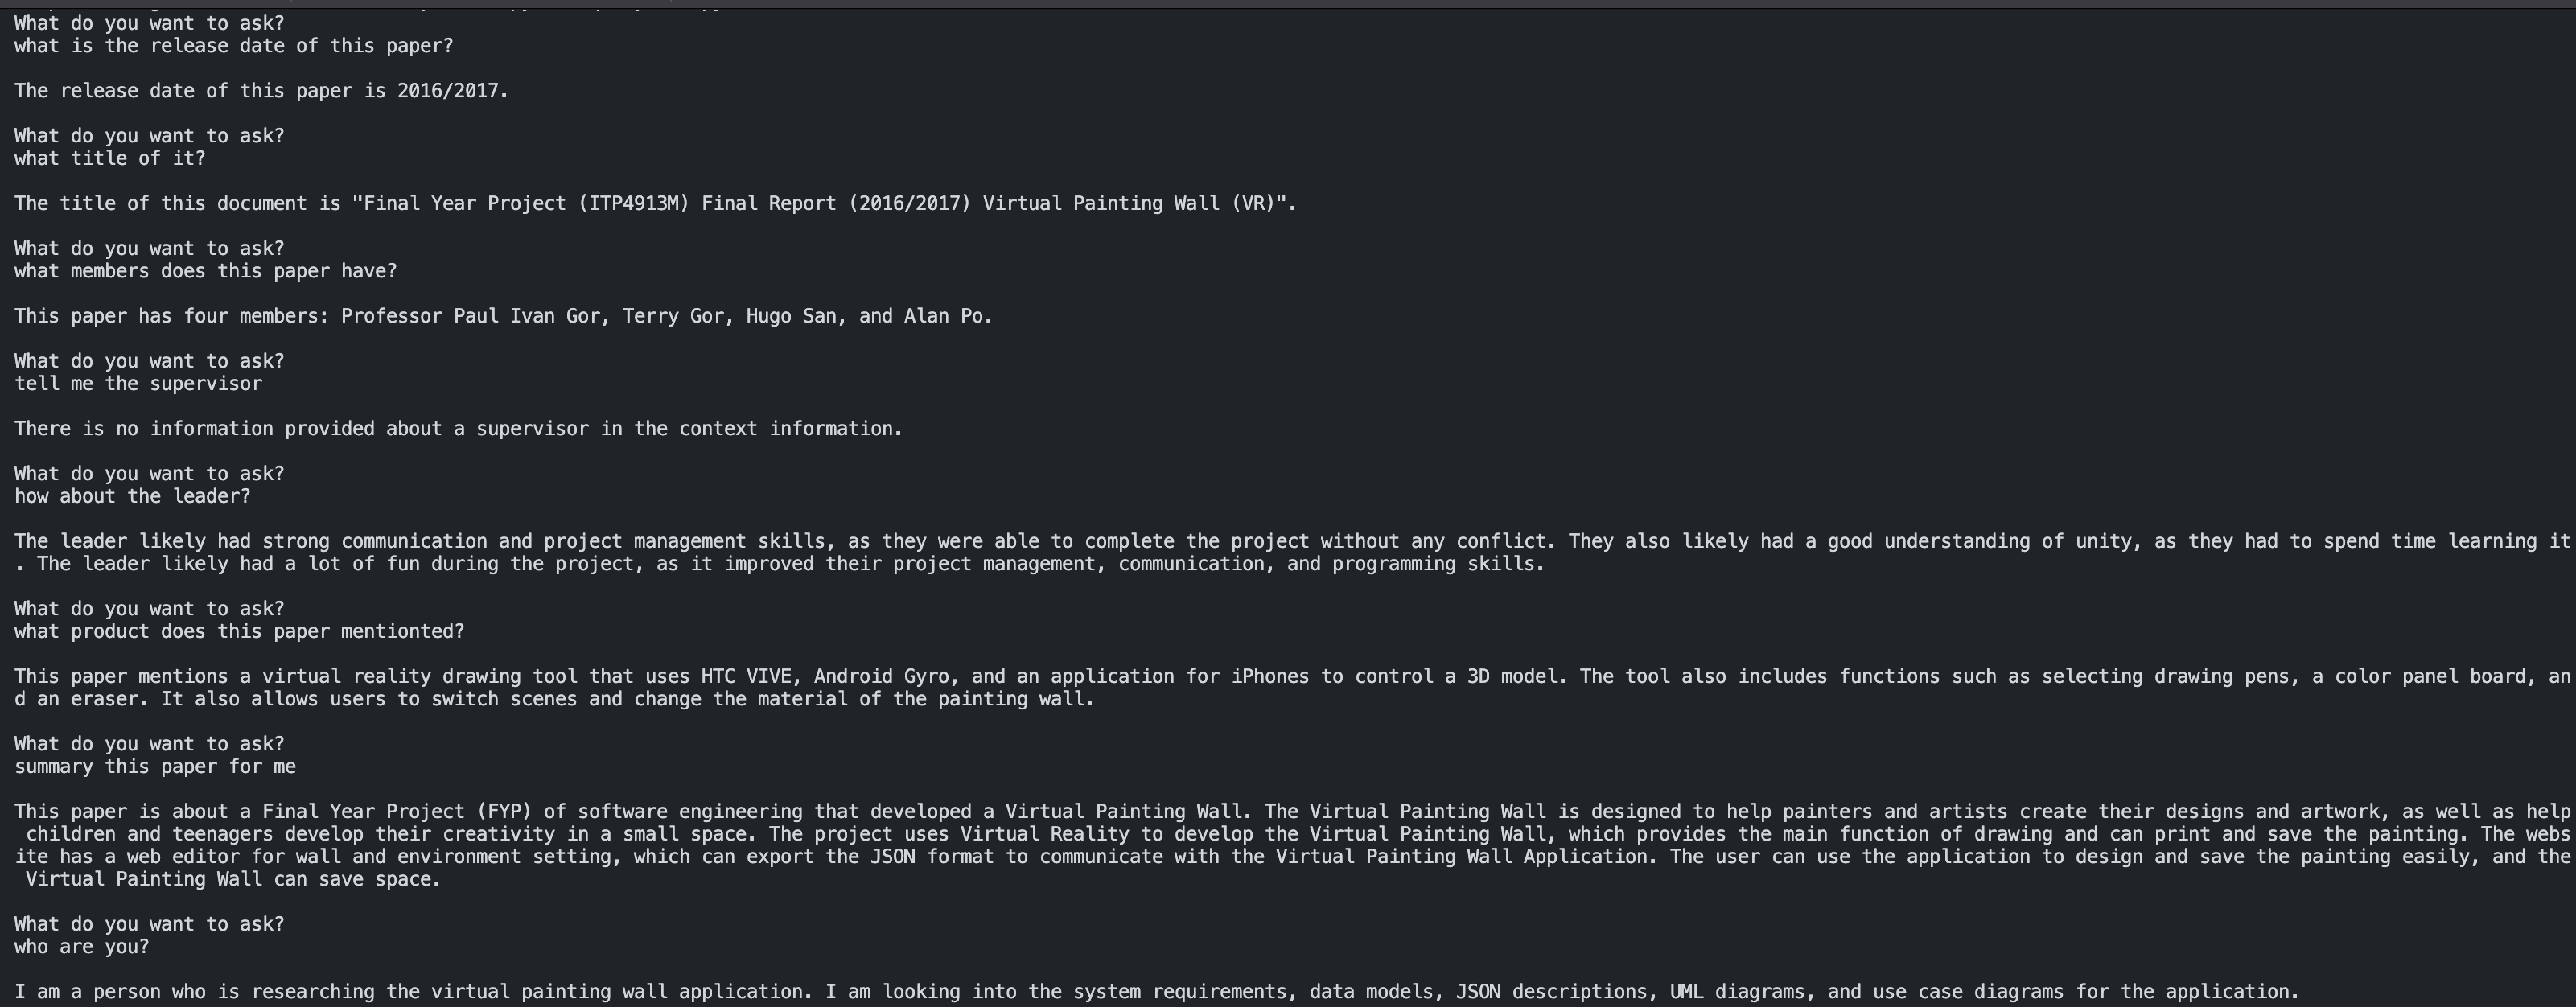 What do you want to ask?
what is the release date of this paper?
The release date of this paper is 2016/2017.
What do you want to ask?
what title of it?
The title of this document is "Final Year Project (ITP4913M) Final Report (2016/2017) Virtual Painting Wall (VR)".
What do you want to ask?
what members does this paper have?
This paper has four members: Professor Paul Ivan Gor, Terry Gor, Hugo San, and Alan Po.
What do you want to ask?
tell me the supervisor
There is no information provided about a supervisor in the context information.
What do you want to ask?
how about the leader?
The leader likely had strong communication and project management skills, as they were able to complete the project without any conflict. They also likely had a good understanding of unity, as they had to spend time learning it
. The leader likely had a lot of fun during the project, as it improved their project management, communication, and programming skills.
What do you want to ask?
what product does this paper mentionted?
This paper mentions a virtual reality drawing tool that uses HTC VIVE, Android Gyro, and an application for iPhones to control a 3D model. The tool also includes functions such as selecting drawing pens, a color panel board, an
d an eraser. It also allows users to switch scenes and change the material of the painting wall.
What do you want to ask?
summary this paper for me
This paper is about a Final Year Project (FYP) of software engineering that developed a Virtual Painting Wall. The Virtual Painting Wall is designed to help painters and artists create their designs and artwork, as well as help
children and teenagers develop their creativity in a small space. The project uses Virtual Reality to develop the Virtual Painting Wall, which provides the main function of drawing and can print and save the painting. The webs
ite has a web editor for wall and environment setting, which can export the JSON format to communicate with the Virtual Painting Wall Application. The user can use the application to design and save the painting easily, and the
Virtual Painting Wall can save space.
What do you want to ask?
who are you?
I am a person who is researching the virtual painting wall application. I am looking into the system requirements, data models, JSON descriptions, UML diagrams, and use case diagrams for the application.